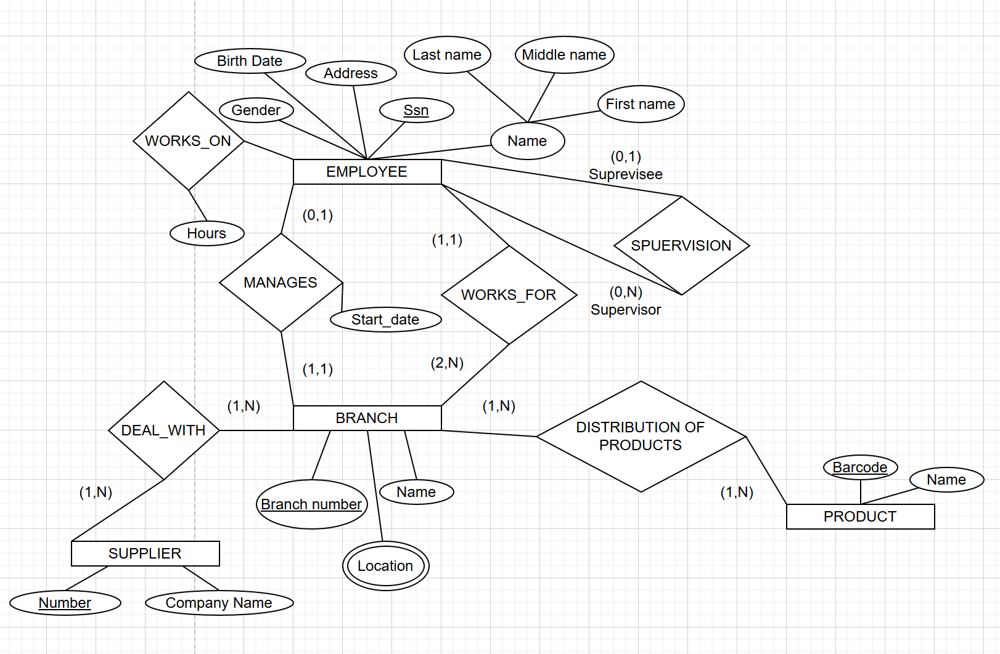 Last name
Middle name
Birth Date
Address
First name
Gender
Ssn
WORKS_ON
Name
(0,1)
Suprevisee
EMPLOYEE
(0,1)
Hours
(1,1)
SPUERVISION
MANAGES
WORKS_FOR
(0,N)
Supervisor
Start_date
(1,1)
(2,N)
(1,N)
BRANCH
(1,N)
DEAL_WITH
DISTRIBUTION OF
PRODUCTS
(1,N)
Branch number
Name
(1,N)
Barcode
Name
PRODUCT
SUPPLIER
Location
Number
Company Name